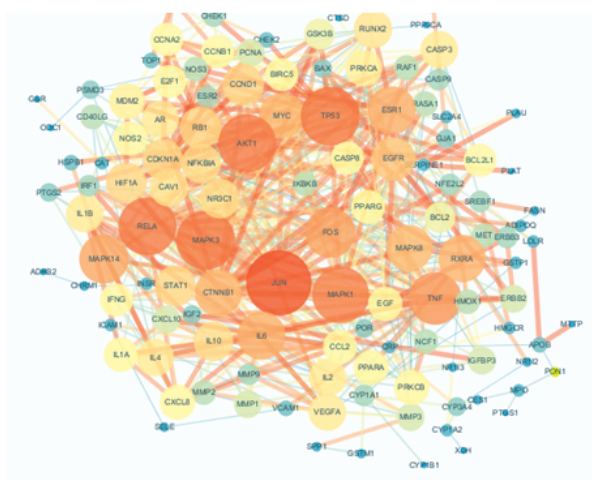 CHEK1
CTSD
PPP3CA
RUNX2
GSK3B
CCNA2
CHEK2
CCNB1
PCNA
CASP3
TOP1
BAX
PRKCA
RAF1
NOS3
BIRC5
CASP9
E2F1
CCND1
PSMD3
ESR2
MDM2
RASA1
GSR
MYC
TP53
ESR1
SLC2A4
PLAU
CD40LG
AR
RB1
NOS2
GJA1
AKT1
CDKN1A
NFKBIA
CASP8
EGFR
BCL2L1
HSPB1
CAT
PLAT
HIF1A
IRF1
CAV1
IKBKB
NFE2L2
PTGS2
NR3C1
SREBF1
IL1B
PPARG
BCL2
FASN
RELA
MAPK3
FOS
ADIPOQ
MET
ERBB3
LDLR
MAPK8
MAPK14
RXRA
GSTP1
ADRB2
CHRM1
INSR
STAT1
CTNNB1
JUN
MAPK1
IFNG
EGF
TNF
HMOX1
ERBB2
CXCL10
IGF2
ICAM1
POR
HMGCR
MTTP
IL10
IL6
NCF1
APOB
IL1A
IL4
CCL2
CRP
IGFBP3
PPARA
NR1I3
NR1I2
PON1
MMP9
IL2
PRKCB
MMP2
CYP1A1
MPO
CXCL8
MMP1
VCAM1
CES1
CYP3A4
VEGFA
MMP3
PTGS1
SELE
CYP1A2
SPP1
GSTM1
XDH
CYP1B1